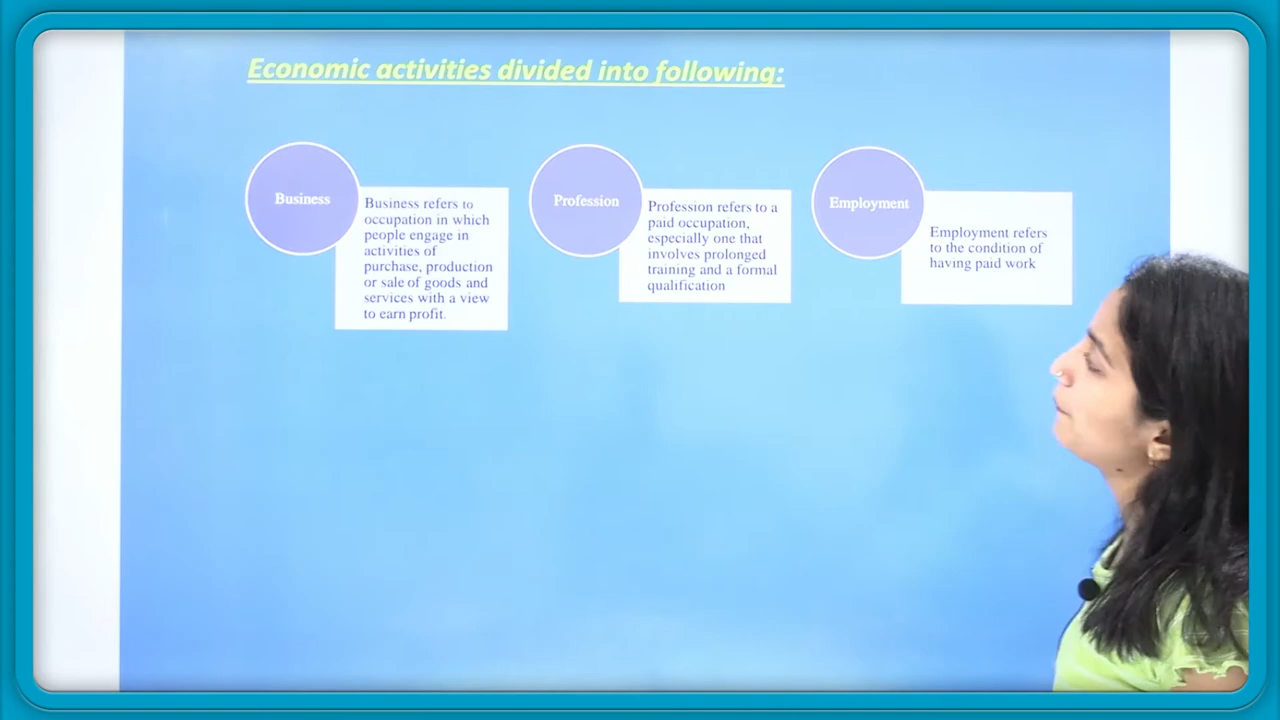 Economic activities divided into following:
Business
Business refers to
occupation in which
people engage in
activities of
purchase, production
or sale of goods and
services with a view
to earn profit.
Profession
Profession refers to a
paid occupation,
especially one that
involves prolonged
training and a formal
qualification
Employment
Employment refers
to the condition of
having paid work